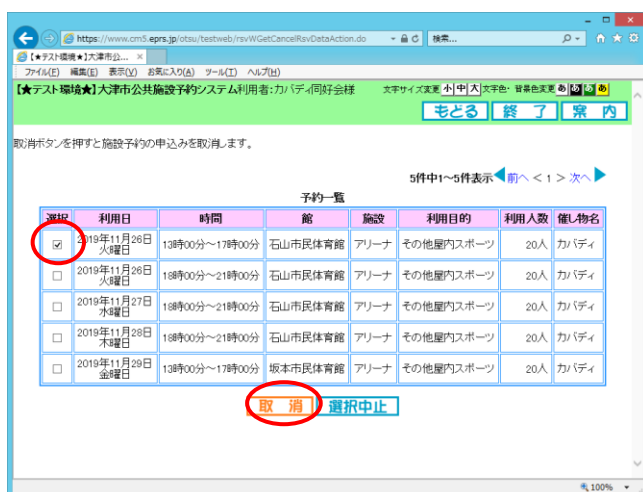 https://www.cm5.eprs.jp/otsu/testweb/rsvWGetCancelRsvDataAction.do
検索...
【★テスト環境★】大津市公... ×
ファイル(F) 編集(E) 表示(V) お気に入り(A) ツール(T) ヘルプ(H)
【★テスト環境★】大津市公共施設予約システム利用者:カバディ同好会様 文字サイズ変更 小 中 大 文字色・背景色変更 あ あ あ あ
もどる 終 了 案 内
取消ボタンを押すと施設予約の申込みを取消します。
5件中1~5件表示 前へ < 1 > 次へ
予約一覧
選択 利用日 時間 館 施設 利用目的 利用人数 催し物名
2019年11月26日 火曜日 13時00分~17時00分 石山市民体育館 アリーナ その他屋内スポーツ 20人 カバディ
2019年11月26日 火曜日 18時00分~21時00分 石山市民体育館 アリーナ その他屋内スポーツ 20人 カバディ
2019年11月27日 水曜日 18時00分~21時00分 石山市民体育館 アリーナ その他屋内スポーツ 20人 カバディ
2019年11月28日 木曜日 18時00分~21時00分 石山市民体育館 アリーナ その他屋内スポーツ 20人 カバディ
2019年11月29日 金曜日 13時00分~17時00分 坂本市民体育館 アリーナ その他屋内スポーツ 20人 カバディ
取 消 選択中止
100%